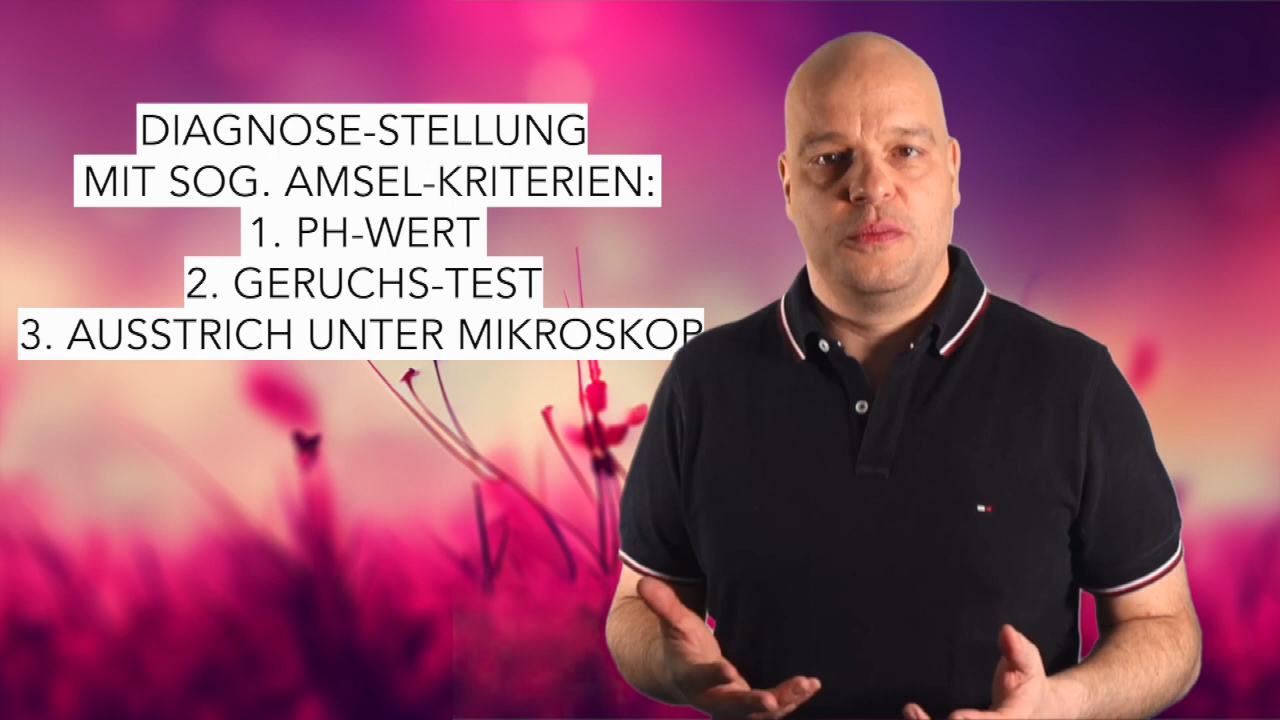 DIAGNOSE-STELLUNG
MIT SOG. AMSEL-KRITERIEN:
1. PH-WERT
2. GERUCHS-TEST
3. AUSSTRICH UNTER MIKROSKOP